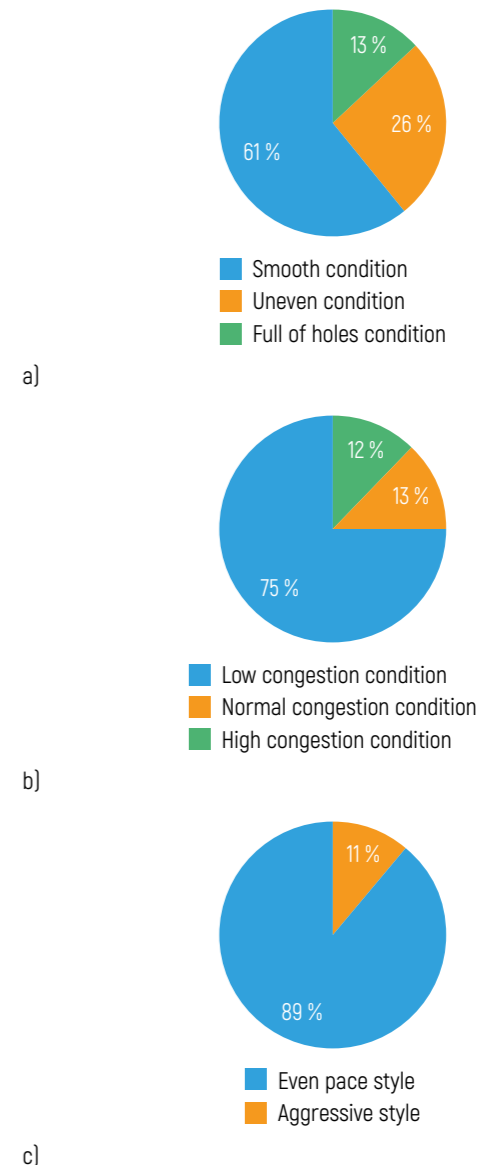 13 %
26 %
61 %
Smooth condition
Uneven condition
Full of holes condition
a)
12 %
13 %
75 %
Low congestion condition
Normal congestion condition
High congestion condition
b)
11 %
89 %
Even pace style
Aggressive style
c)